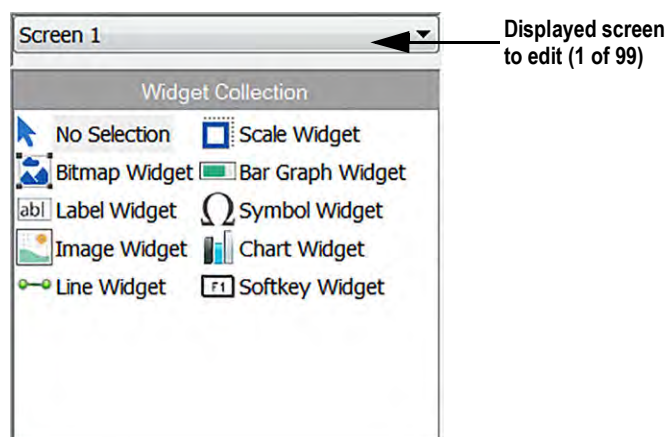 Screen 1
Displayed screen
to edit (1 of 99)
Widget Collection
No Selection
Scale Widget
Bitmap Widget
Bar Graph Widget
abl Label Widget
Ω Symbol Widget
Image Widget
Chart Widget
Line Widget
F1 Softkey Widget